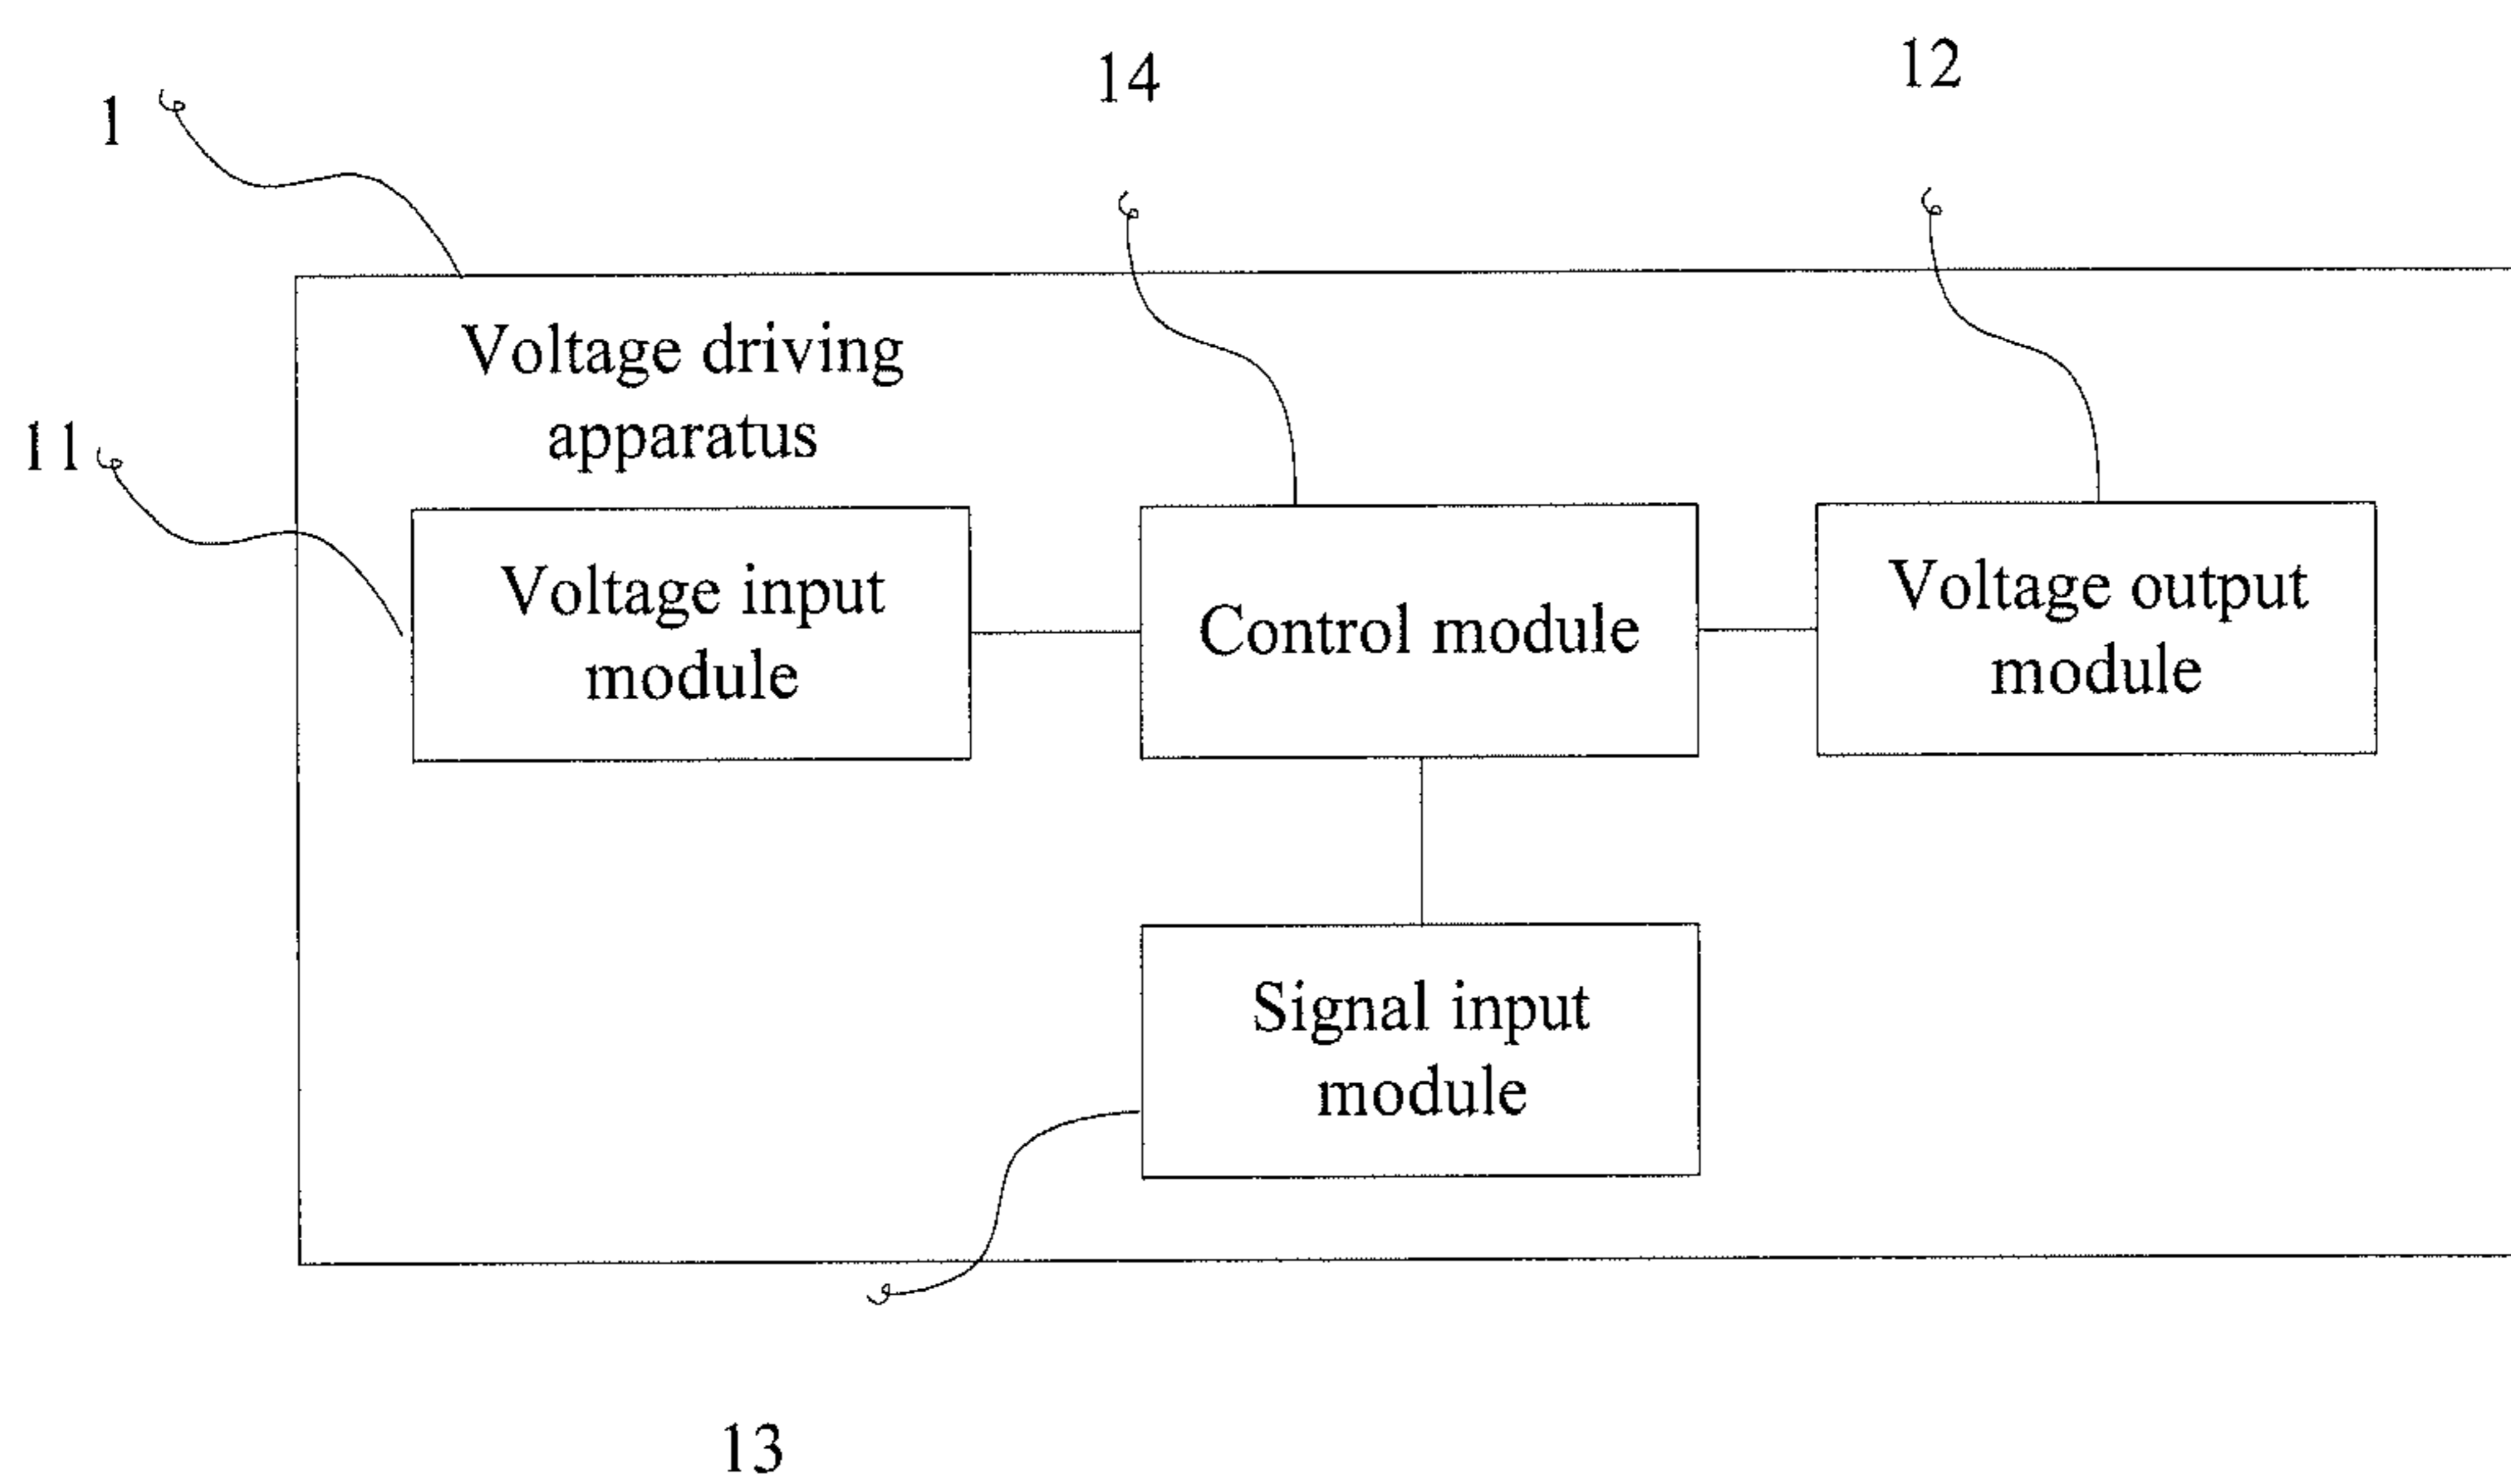 12
14
1
Voltage driving
apparatus
11
Voltage input
module
Control module
Voltage output
module
Signal input
module
13